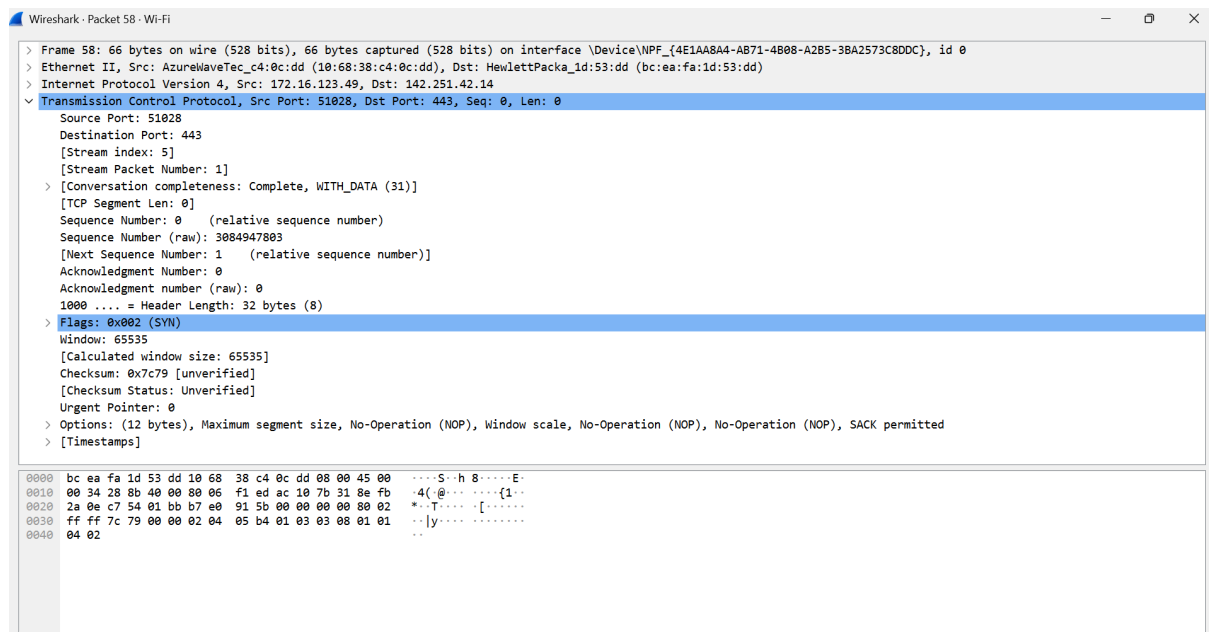 Wireshark · Packet 58 · Wi-Fi
> Frame 58: 66 bytes on wire (528 bits), 66 bytes captured (528 bits) on interface \Device\NPF_{4E1AA8A4-AB71-4B08-A2B5-3BA2573C8DDC}, id 0
> Ethernet II, Src: AzureWaveTec_c4:0c:dd (10:68:38:c4:0c:dd), Dst: HewlettPacka_1d:53:dd (bc:ea:fa:1d:53:dd)
> Internet Protocol Version 4, Src: 172.16.123.49, Dst: 142.251.42.14
Transmission Control Protocol, Src Port: 51028, Dst Port: 443, Seq: 0, Len: 0
Source Port: 51028
Destination Port: 443
[Stream index: 5]
[Stream Packet Number: 1]
> [Conversation completeness: Complete, WITH_DATA (31)]
[TCP Segment Len: 0]
Sequence Number: 0    (relative sequence number)
Sequence Number (raw): 3084947803
[Next Sequence Number: 1    (relative sequence number)]
Acknowledgment Number: 0
Acknowledgment number (raw): 0
1000 .... = Header Length: 32 bytes (8)
> Flags: 0x002 (SYN)
Window: 65535
[Calculated window size: 65535]
Checksum: 0x7c79 [unverified]
[Checksum Status: Unverified]
Urgent Pointer: 0
> Options: (12 bytes), Maximum segment size, No-Operation (NOP), Window scale, No-Operation (NOP), No-Operation (NOP), SACK permitted
> [Timestamps]
0000 bc ea fa 1d 53 dd 10 68 38 c4 0c dd 08 00 45 00 ····S··h 8·····E·
0010 00 34 28 8b 40 00 80 06 f1 ed ac 10 7b 31 8e fb ·4(·@··· ····{1··
0020 2a 0e c7 54 01 bb b7 e0 91 5b 00 00 00 00 80 02 *··T···· ·[······
0030 ff ff 7c 79 00 00 02 04 05 b4 01 03 03 08 01 01 ··|y···· ········
0040 04 02 ··